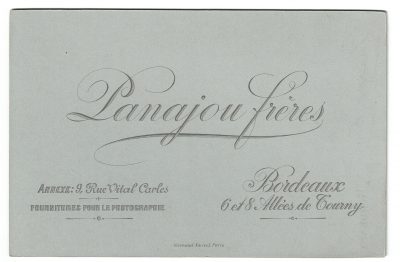 Panajou frères
ANNEXE: 9, Rue Vital Carles
FOURNITURES POUR LA PHOTOGRAPHIE
Bordeaux
6 et 8 Allées de Tourny